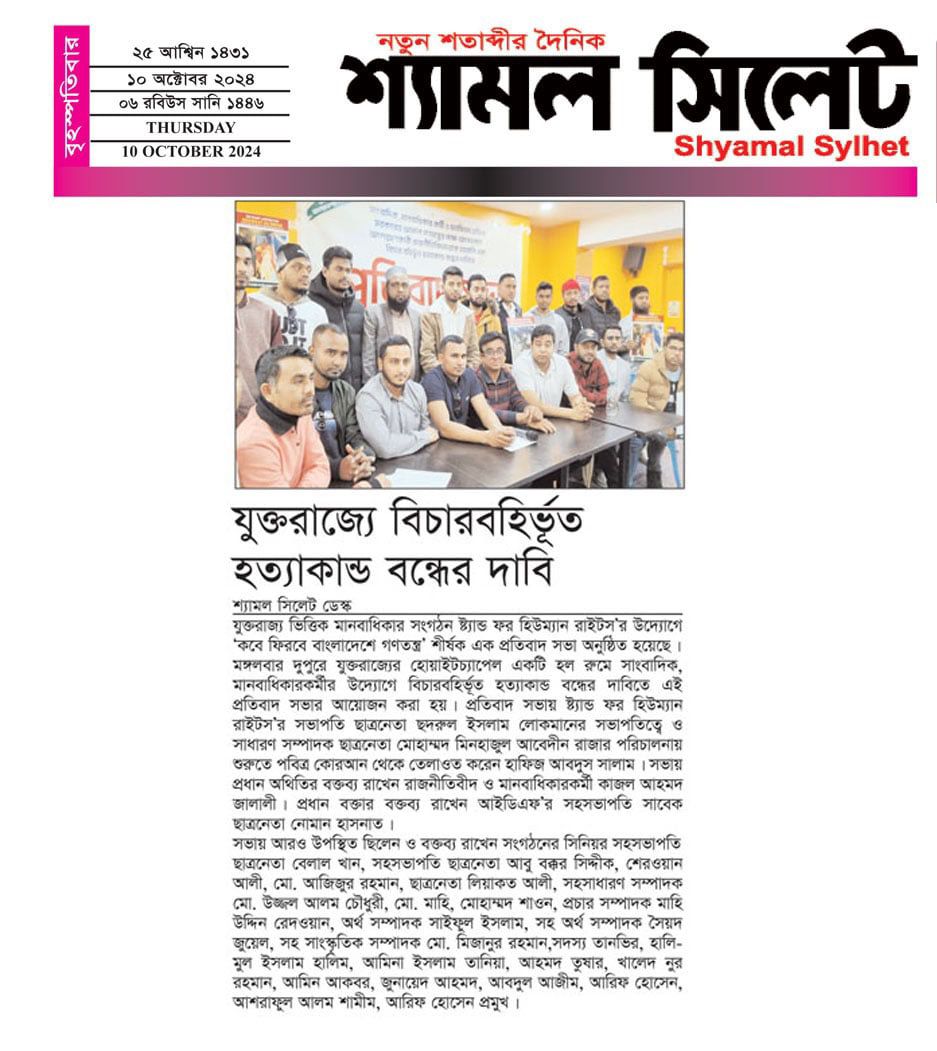 বৃহস্পতিবার
২৫ আশ্বিন ১৪৩১
১০ অক্টোবর ২০২৪
০৬ রবিউস সানি ১৪৪৬
THURSDAY
10 OCTOBER 2024
নতুন শতাব্দীর দৈনিক
শ্যামল সিলেট
Shyamal Sylhet
প্রতিবাদ
যুক্তরাজ্যে বিচারবহির্ভূত
হত্যাকান্ড বন্ধের দাবি
শ্যামল সিলেট ডেস্ক
যুক্তরাজ্য ভিত্তিক মানবাধিকার সংগঠন ষ্ট্যান্ড ফর হিউম্যান রাইটস’র উদ্যোগে
‘কবে ফিরবে বাংলাদেশে গণতন্ত্র’ শীর্ষক এক প্রতিবাদ সভা অনুষ্ঠিত হয়েছে।
মঙ্গলবার দুপুরে যুক্তরাজ্যের হোয়াইটচ্যাপেল একটি হল রুমে সাংবাদিক,
মানবাধিকারকর্মীর উদ্যোগে বিচারবহির্ভূত হত্যাকান্ড বন্ধের দাবিতে এই
প্রতিবাদ সভার আয়োজন করা হয়। প্রতিবাদ সভায় ষ্ট্যান্ড ফর হিউম্যান
রাইটস’র সভাপতি ছাত্রনেতা ছদরুল ইসলাম লোকমানের সভাপতিত্বে ও
সাধারণ সম্পাদক ছাত্রনেতা মোহাম্মদ মিনহাজুল আবেদীন রাজার পরিচালনায়
শুরুতে পবিত্র কোরআন থেকে তেলাওত করেন হাফিজ আবদুস সালাম। সভায়
প্রধান অথিতির বক্তব্য রাখেন রাজনীতিবীদ ও মানবাধিকারকর্মী কাজল আহমদ
জালালী। প্রধান বক্তার বক্তব্য রাখেন আইডিএফ’র সহসভাপতি সাবেক
ছাত্রনেতা নোমান হাসনাত।
সভায় আরও উপস্থিত ছিলেন ও বক্তব্য রাখেন সংগঠনের সিনিয়র সহসভাপতি
ছাত্রনেতা বেলাল খান, সহসভাপতি ছাত্রনেতা আবু বক্কর সিদ্দীক, শেরওয়ান
আলী, মো. আজিজুর রহমান, ছাত্রনেতা লিয়াকত আলী, সহসাধারণ সম্পাদক
মো. উজ্জল আলম চৌধুরী, মো. মাহি, মোহাম্মদ শাওন, প্রচার সম্পাদক মাহি
উদ্দিন রেদওয়ান, অর্থ সম্পাদক সাইফুল ইসলাম, সহ অর্থ সম্পাদক সৈয়দ
জুয়েল, সহ সাংস্কৃতিক সম্পাদক মো. মিজানুর রহমান,সদস্য তানভির, হালি-
মুল ইসলাম হালিম, আমিনা ইসলাম তানিয়া, আহমদ তুষার, খালেদ নুর
রহমান, আমিন আকবর, জুনায়েদ আহমদ, আবদুল আজীম, আরিফ হোসেন,
আশরাফুল আলম শামীম, আরিফ হোসেন প্রমুখ।